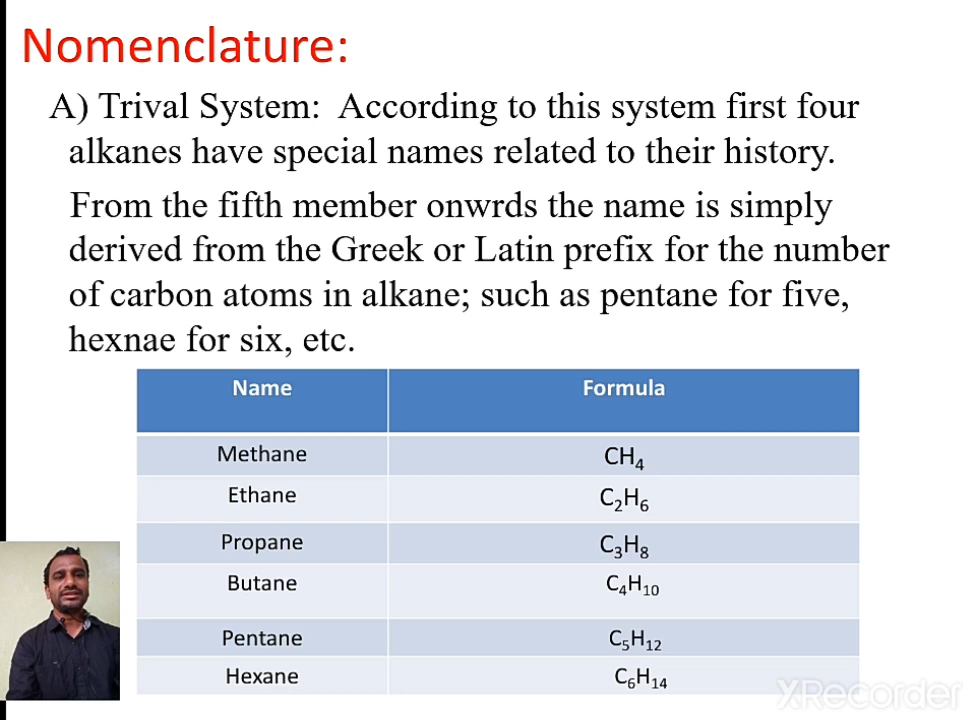 Nomenclature:
A) Trival System: According to this system first four
alkanes have special names related to their history.
From the fifth member onwrds the name is simply
derived from the Greek or Latin prefix for the number
of carbon atoms in alkane; such as pentane for five,
hexnae for six, etc.
Name Formula
Methane CH₄
Ethane C₂H₆
Propane C₃H₈
Butane C₄H₁₀
Pentane C₅H₁₂
Hexane C₆H₁₄
XRecorder